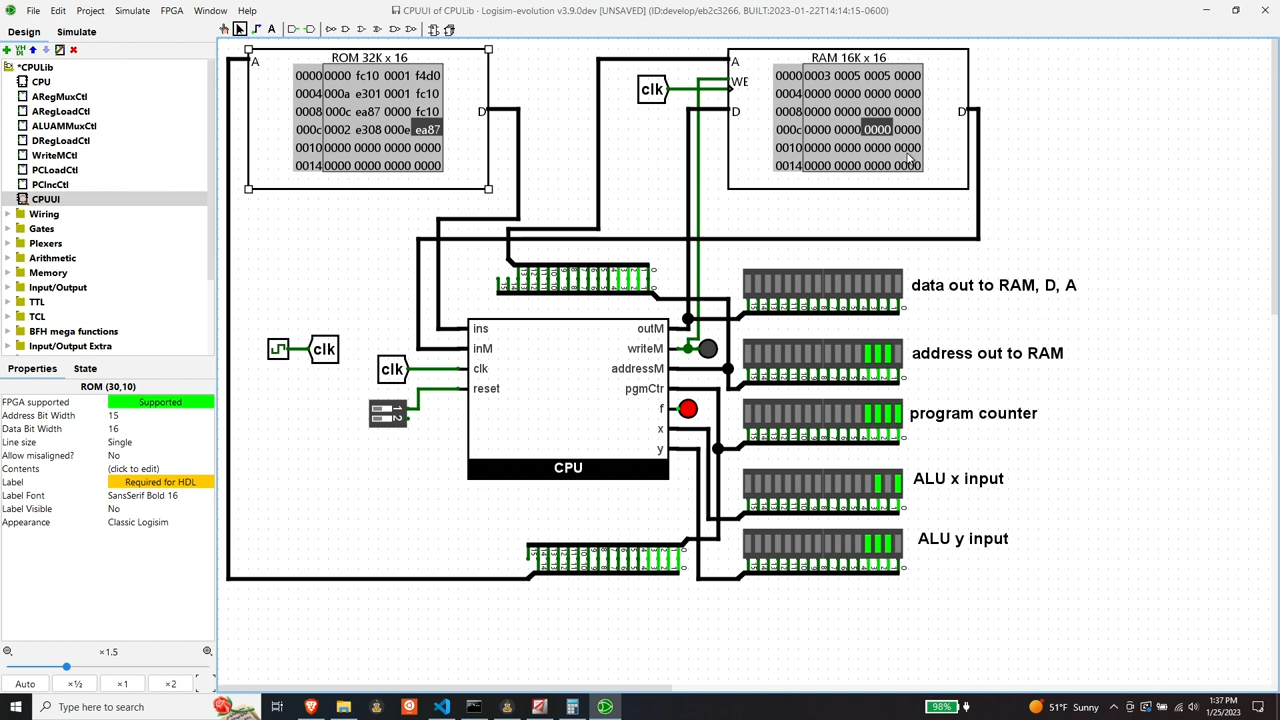 CPUUI of CPULib - Logisim-evolution v3.9.0dev [UNSAVED] (ID:develop/eb2c3266, BUILT:2023-01-22T14:14:15-0600)
File Edit Project Simulate FPGA Window Help
Design Simulate
*CPULib
CPU
ARegMuxCtl
ARegLoadCtl
ALUAMMuxCtl
DRegLoadCtl
WriteMCtl
PCLoadCtl
PCIncCtl
CPUUI
Wiring
Gates
Plexers
Arithmetic
Memory
Input/Output
TTL
TCL
BFH mega functions
Input/Output Extra
Properties State
ROM (30,10)
FPGA supported Supported
Address Bit Width 15
Data Bit Width 16
Line size Single
Allow misaligned? No
Contents (click to edit)
Label Required for HDL
Label Font SansSerif Bold 16
Label Visible No
Appearance Classic Logisim
×1.5
Auto ×½ ×1 ×2
ROM 32K x 16
A
0000 0000 fc10 0001 f4d0
0004 000a e301 0001 fc10
0008 000c ea87 0000 fc10
D
000c 0002 e308 000e ea87
0010 0000 0000 0000 0000
0014 0000 0000 0000 0000
clk
RAM 16K x 16
A
WE
D
0000 0003 0005 0005 0000
0004 0000 0000 0000 0000
0008 0000 0000 0000 0000
D
000c 0000 0000 0000 0000
0010 0000 0000 0000 0000
0014 0000 0000 0000 0000
clk
clk
ins outM
inM writeM
clk addressM
reset pgmCtr
f
x
y
CPU
1
2
data out to RAM, D, A
address out to RAM
program counter
ALU x input
ALU y input
Type here to search
98%
51°F Sunny
1:37 PM
1/25/2023